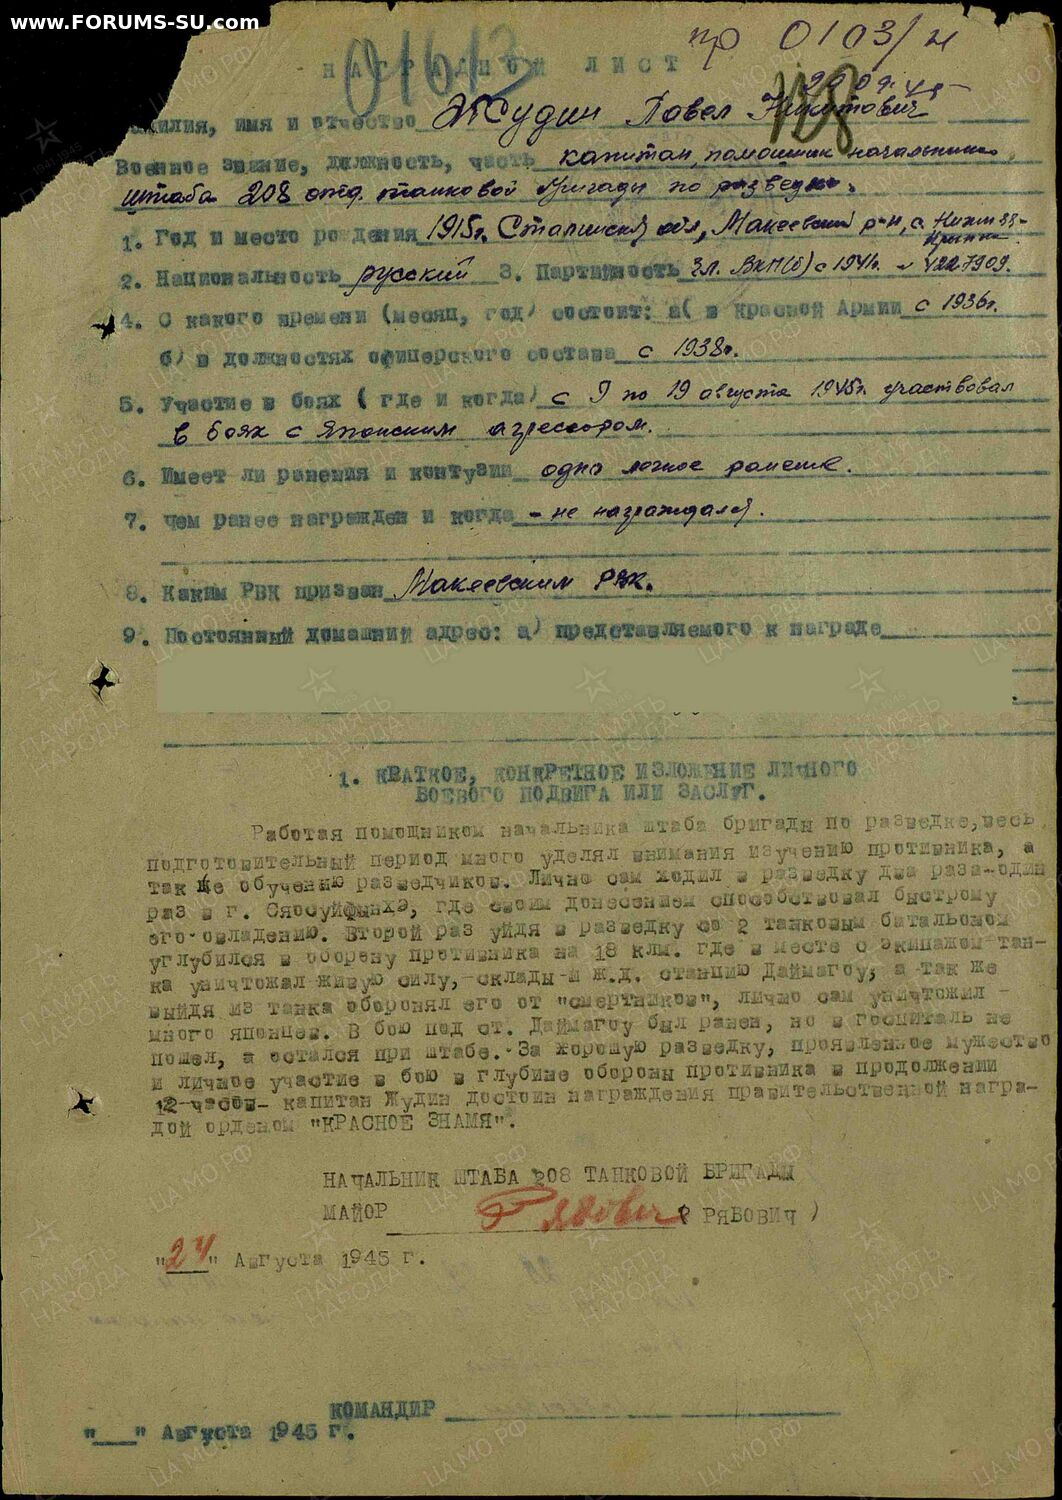 www.FORUMS-SU.com
пр 0103/н
01613
НАГРАДНОЙ ЛИСТ
20.09.45
милия, имя и отчество Жудин Павел Никитович
Военное звание, должность, часть капитан, помощник начальника
штаба 208 отд. танковой бригады по разведке.
1. Год и место рождения 1915г. Сталинский обл, Макеевский р-н, с. Нижняя-
Крынка
2. Национальность русский 3. Партийность Чл. ВКП(б) с 1941г. 4227909.
4. С какого времени (месяц, год) состоит: а( в Красной Армии с 1936г.
б) в должностях офицерского состава с 1938г.
5. Участие в боях ( где и когда) с 9 по 19 августа 1945г. участвовал
в боях с Японским агрессором.
6. Имеет ли ранения и контузии одно легкое ранение.
7. Чем ранее награжден и когда - не награждался.
8. Каким РВК призван Макеевским РВК.
9. Постоянный домашний адрес: а) представляемого к награде
1. КРАТКОЕ, КОНКРЕТНОЕ ИЗЛОЖЕНИЕ ЛИЧНОГО
БОЕВОГО ПОДВИГА ИЛИ ЗАСЛУГ.
Работая помощником начальника штаба бригады по разведке, весь
подготовительный период много уделял внимания изучению противника, а
так же обучению разведчиков. Лично сам ходил в разведку два раза-один
раз в г. Сяосуйфынхэ, где своим донесением способствовал быстрому
его овладению. Второй раз уйдя в разведку со 2 танковым батальоном
углубился в оборону противника на 18 клм. где в месте с экипажем тан-
ка уничтожал живую силу, склады и ж.д. станцию Даймагоу, а так же
выйдя из танка оборонял его от "смертников", лично сам уничтожил -
много японцев. В бою под ст. Даймагоу был ранен, но в госпиталь не
пошел, а остался при штабе. За хорошую разведку, проявленное мужество
и личное участие в бою в глубине обороны противника в продолжении
12 часов- капитан Жудин достоин награждения правительственной награ-
дой орденом "КРАСНОЕ ЗНАМЯ".
НАЧАЛЬНИК ШТАБА 208 ТАНКОВОЙ БРИГАДЫ
МАЙОР Рябович ( РЯБОВИЧ )
"24" Августа 1945 г.
КОМАНДИР
"___" Августа 1945 г.